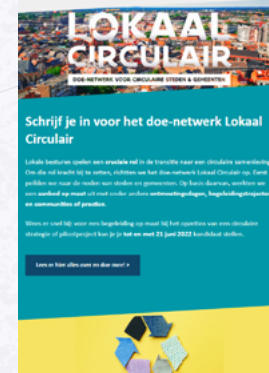 LOKAAL
CIRCULAIR
DOE-NETWERK VOOR CIRCULAIRE STEDEN & GEMEENTEN
Schrijf je in voor het doe-netwerk Lokaal
Circulair
Lokale besturen spelen een cruciale rol in de transitie naar een circulaire samenleving.
Om die rol kracht bij te zetten, richtten we het doe-netwerk Lokaal Circulair op. Eerst
peilden we naar de noden van steden en gemeenten. Op basis daarvan, werkten we
een aanbod op maat uit met onder andere ontmoetingsdagen, begeleidingstrajecten
en communities of practice.
Wees er snel bij: voor een begeleiding op maat bij het opzetten van een circulaire
strategie of pilootproject kan je je tot en met 21 juni 2022 kandidaat stellen.
Lees er hier alles over en doe mee! >